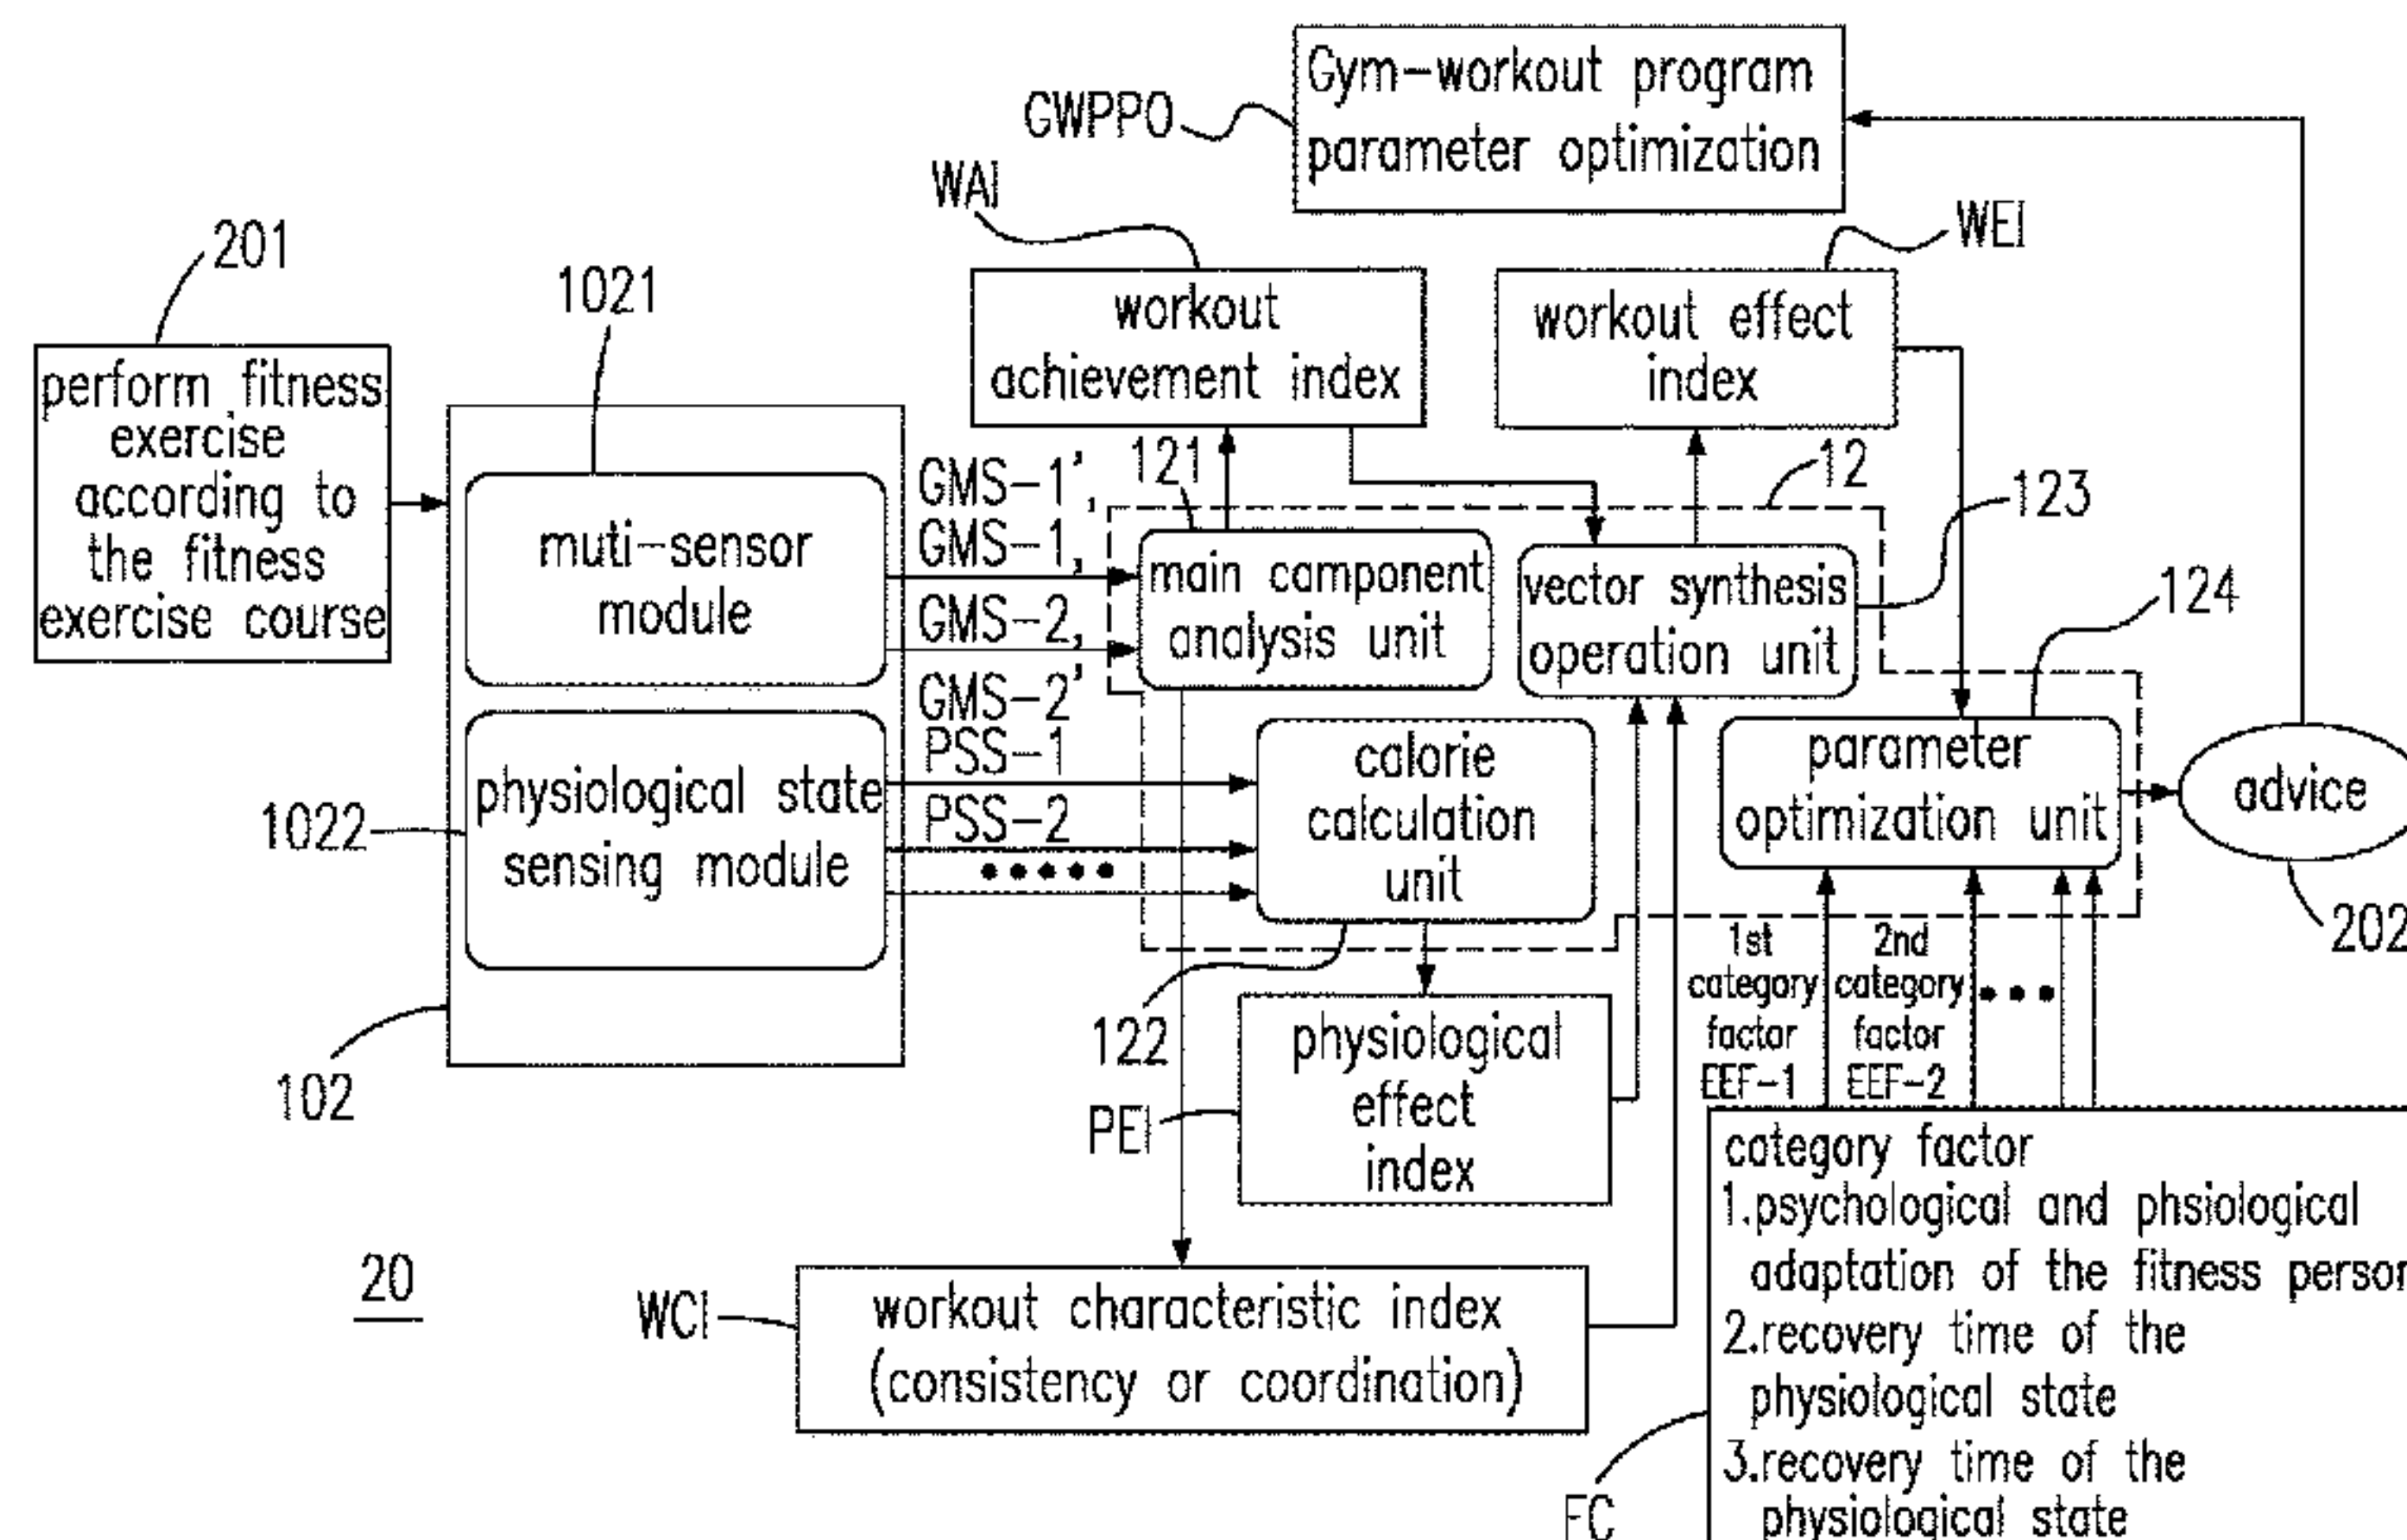 Gym-workout program
parameter optimization
GWPPO
WAI
WEI
201
1021
workout
achievement index
workout effect
index
perform fitness
exercise
according to
the fitness
exercise course
121
12
123
GMS-1',
GMS-1,
GMS-2,
GMS-2'
muti-sensor
module
main component
analysis unit
vector synthesis
operation unit
124
PSS-1
PSS-2
1022
physiological state
sensing module
calorie
calculation
unit
parameter
optimization unit
advice
202
102
122
1st
category
factor
EEF-1
2nd
category
factor
EEF-2
PEI
physiological
effect
index
20
WCI
workout characteristic index
(consistency or coordination)
category factor
1.psychological and phsiological
adaptation of the fitness person
2.recovery time of the
physiological state
3.recovery time of the
physiological state